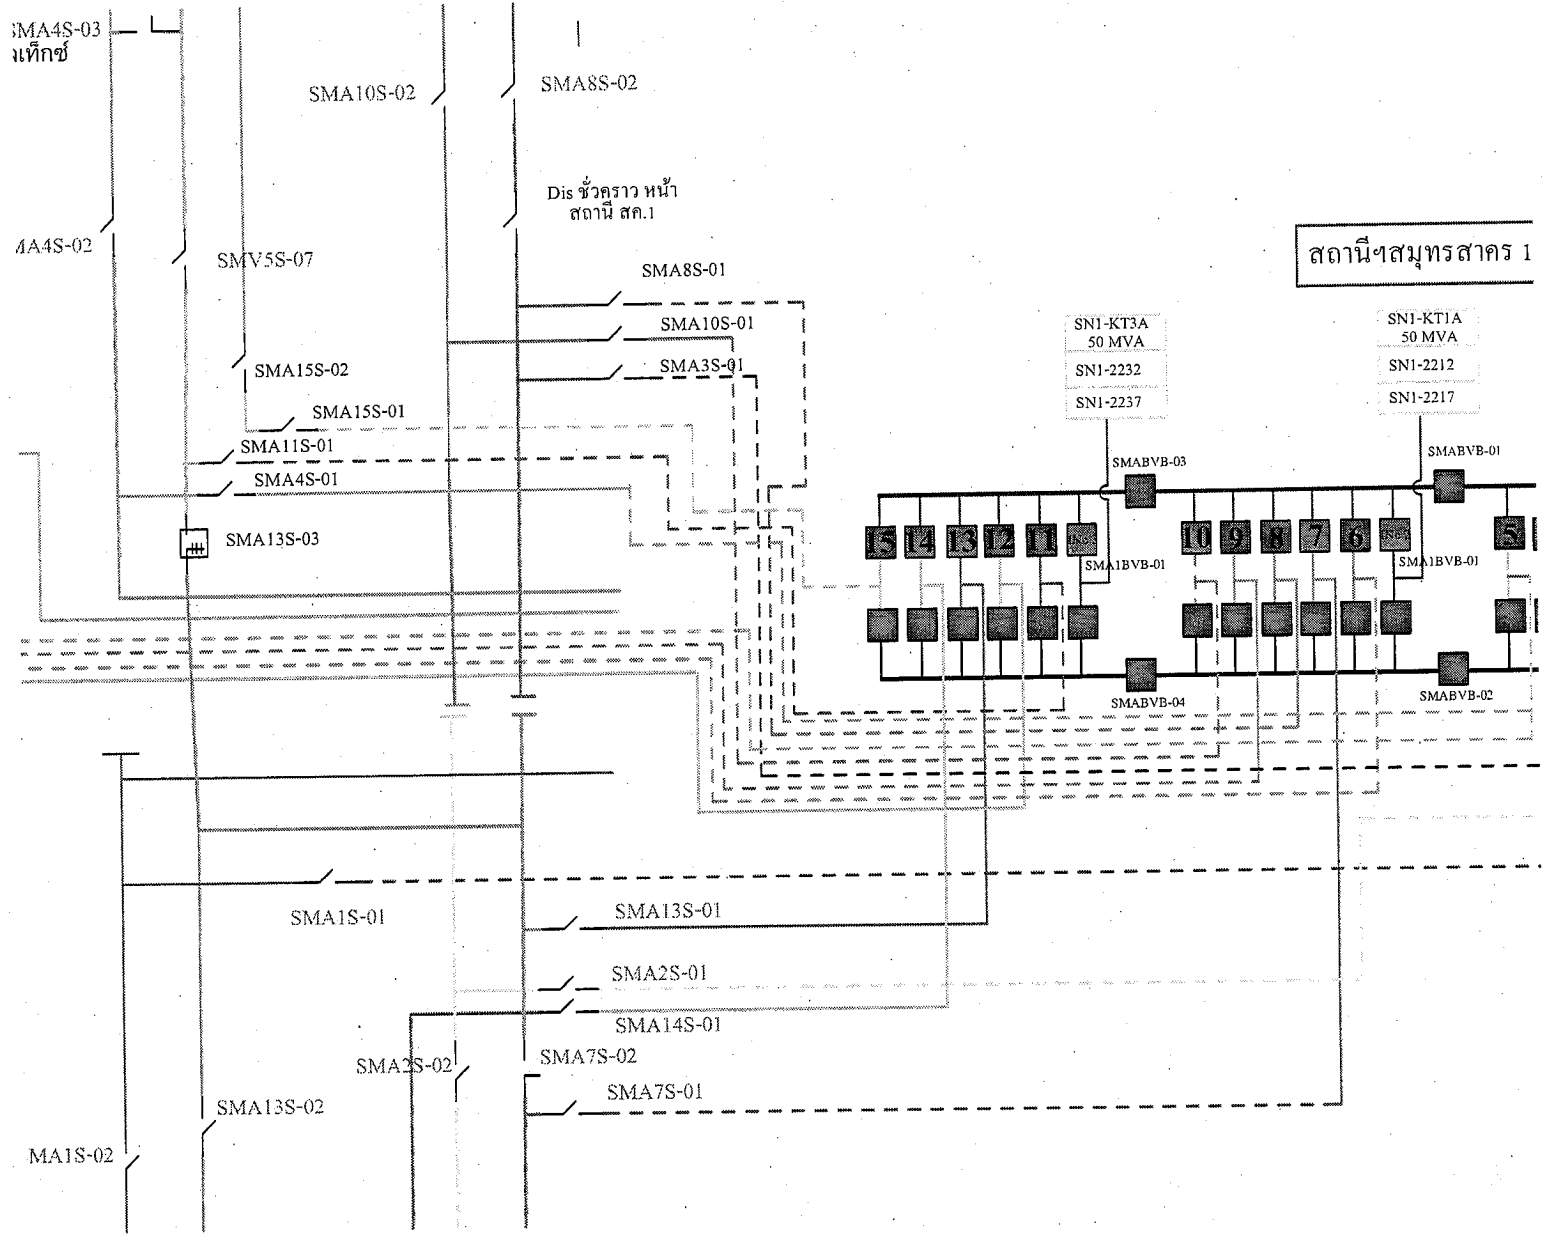 SMA4S-03
SMA10S-02
SMA8S-02
Dis ชั่วคราว หน้า
สถานี สค.1
MA4S-02
SMV5S-07
สถานีฯสมุทรสาคร 1
SMA8S-01
SMA10S-01
SMA3S-01
SN1-KT3A
50 MVA
SN1-2232
SN1-2237
SN1-KT1A
50 MVA
SN1-2212
SN1-2217
SMA15S-02
SMA15S-01
SMA11S-01
SMA4S-01
SMA13S-03
SMABVB-03
SMABVB-01
15 14 13 12 11
10 9 8 7 6
5
SMA1BVB-01
SMA1BVB-01
SMABVB-04
SMABVB-02
SMA1S-01
SMA13S-01
SMA2S-01
SMA14S-01
SMA2S-02
SMA7S-02
SMA7S-01
SMA13S-02
MA1S-02